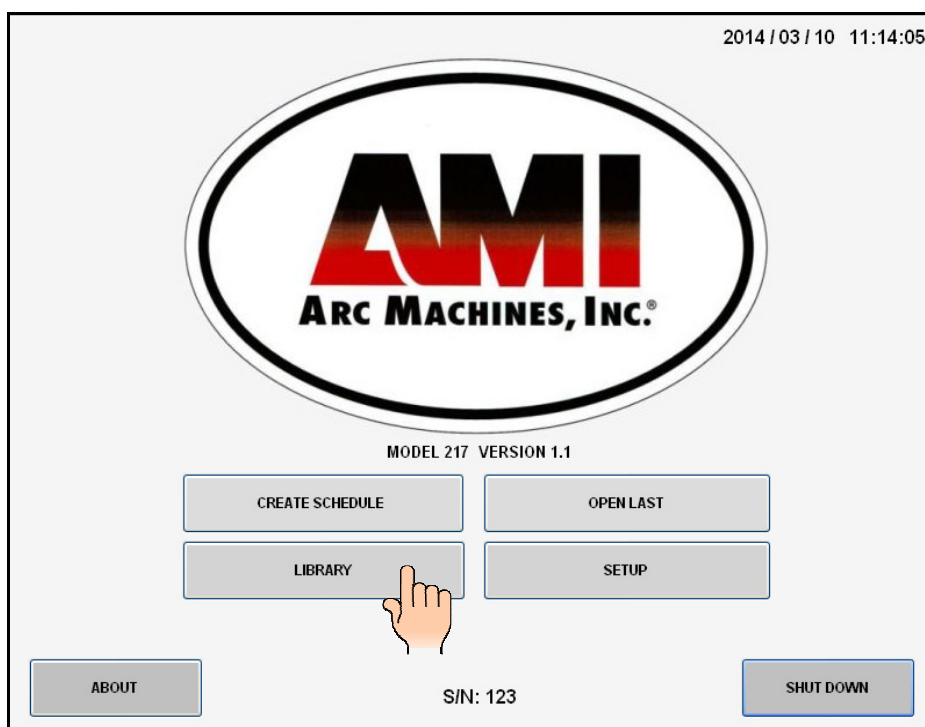 2014 / 03 / 10 11:14:05
AMI
ARC MACHINES, INC.®
MODEL 217 VERSION 1.1
CREATE SCHEDULE OPEN LAST
LIBRARY SETUP
ABOUT S/N: 123 SHUT DOWN